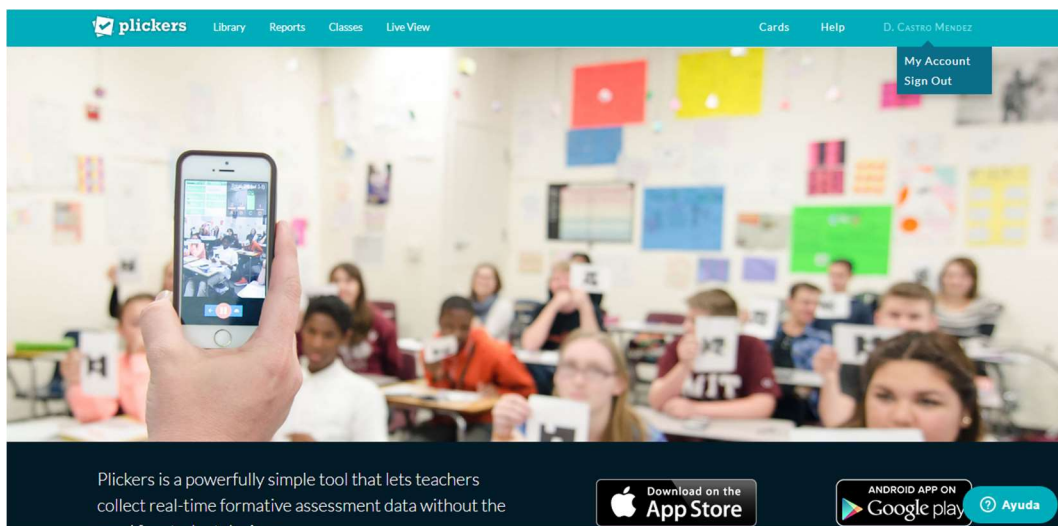 plickers
Library Reports Classes Live View
Cards Help D. Castro Mendez
My Account
Sign Out
MIT
Plickers is a powerfully simple tool that lets teachers
collect real-time formative assessment data without the
Download on the
App Store
ANDROID APP ON
Google play
Ayuda